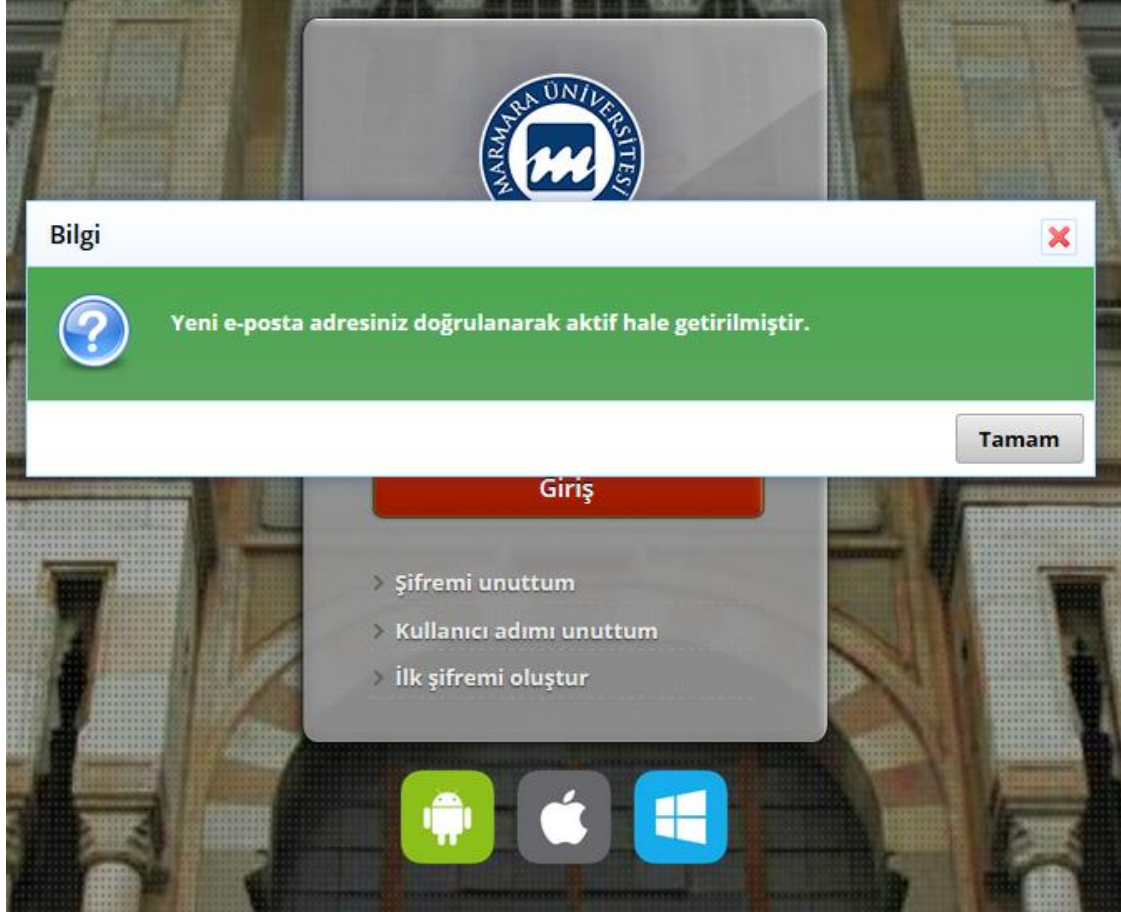 MARMARA ÜNİVERSİTESİ
m
Bilgi
Yeni e-posta adresiniz doğrulanarak aktif hale getirilmiştir.
Tamam
Giriş
Şifremi unuttum
Kullanıcı adımı unuttum
İlk şifremi oluştur